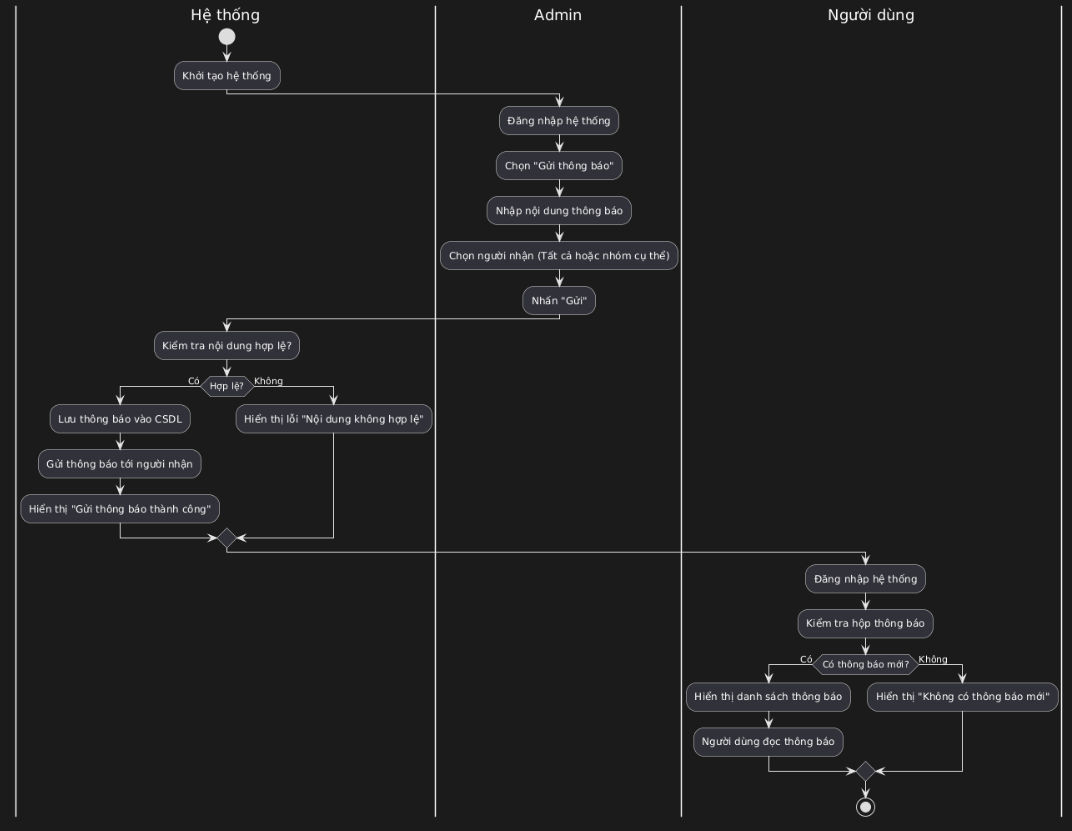 Hệ thống
Admin
Người dùng
Khởi tạo hệ thống
Đăng nhập hệ thống
Chọn "Gửi thông báo"
Nhập nội dung thông báo
Chọn người nhận (Tất cả hoặc nhóm cụ thể)
Nhấn "Gửi"
Kiểm tra nội dung hợp lệ?
Có
Hợp lệ?
Không
Lưu thông báo vào CSDL
Hiển thị lỗi "Nội dung không hợp lệ"
Gửi thông báo tới người nhận
Hiển thị "Gửi thông báo thành công"
Đăng nhập hệ thống
Kiểm tra hộp thông báo
Có
Có thông báo mới?
Không
Hiển thị danh sách thông báo
Hiển thị "Không có thông báo mới"
Người dùng đọc thông báo